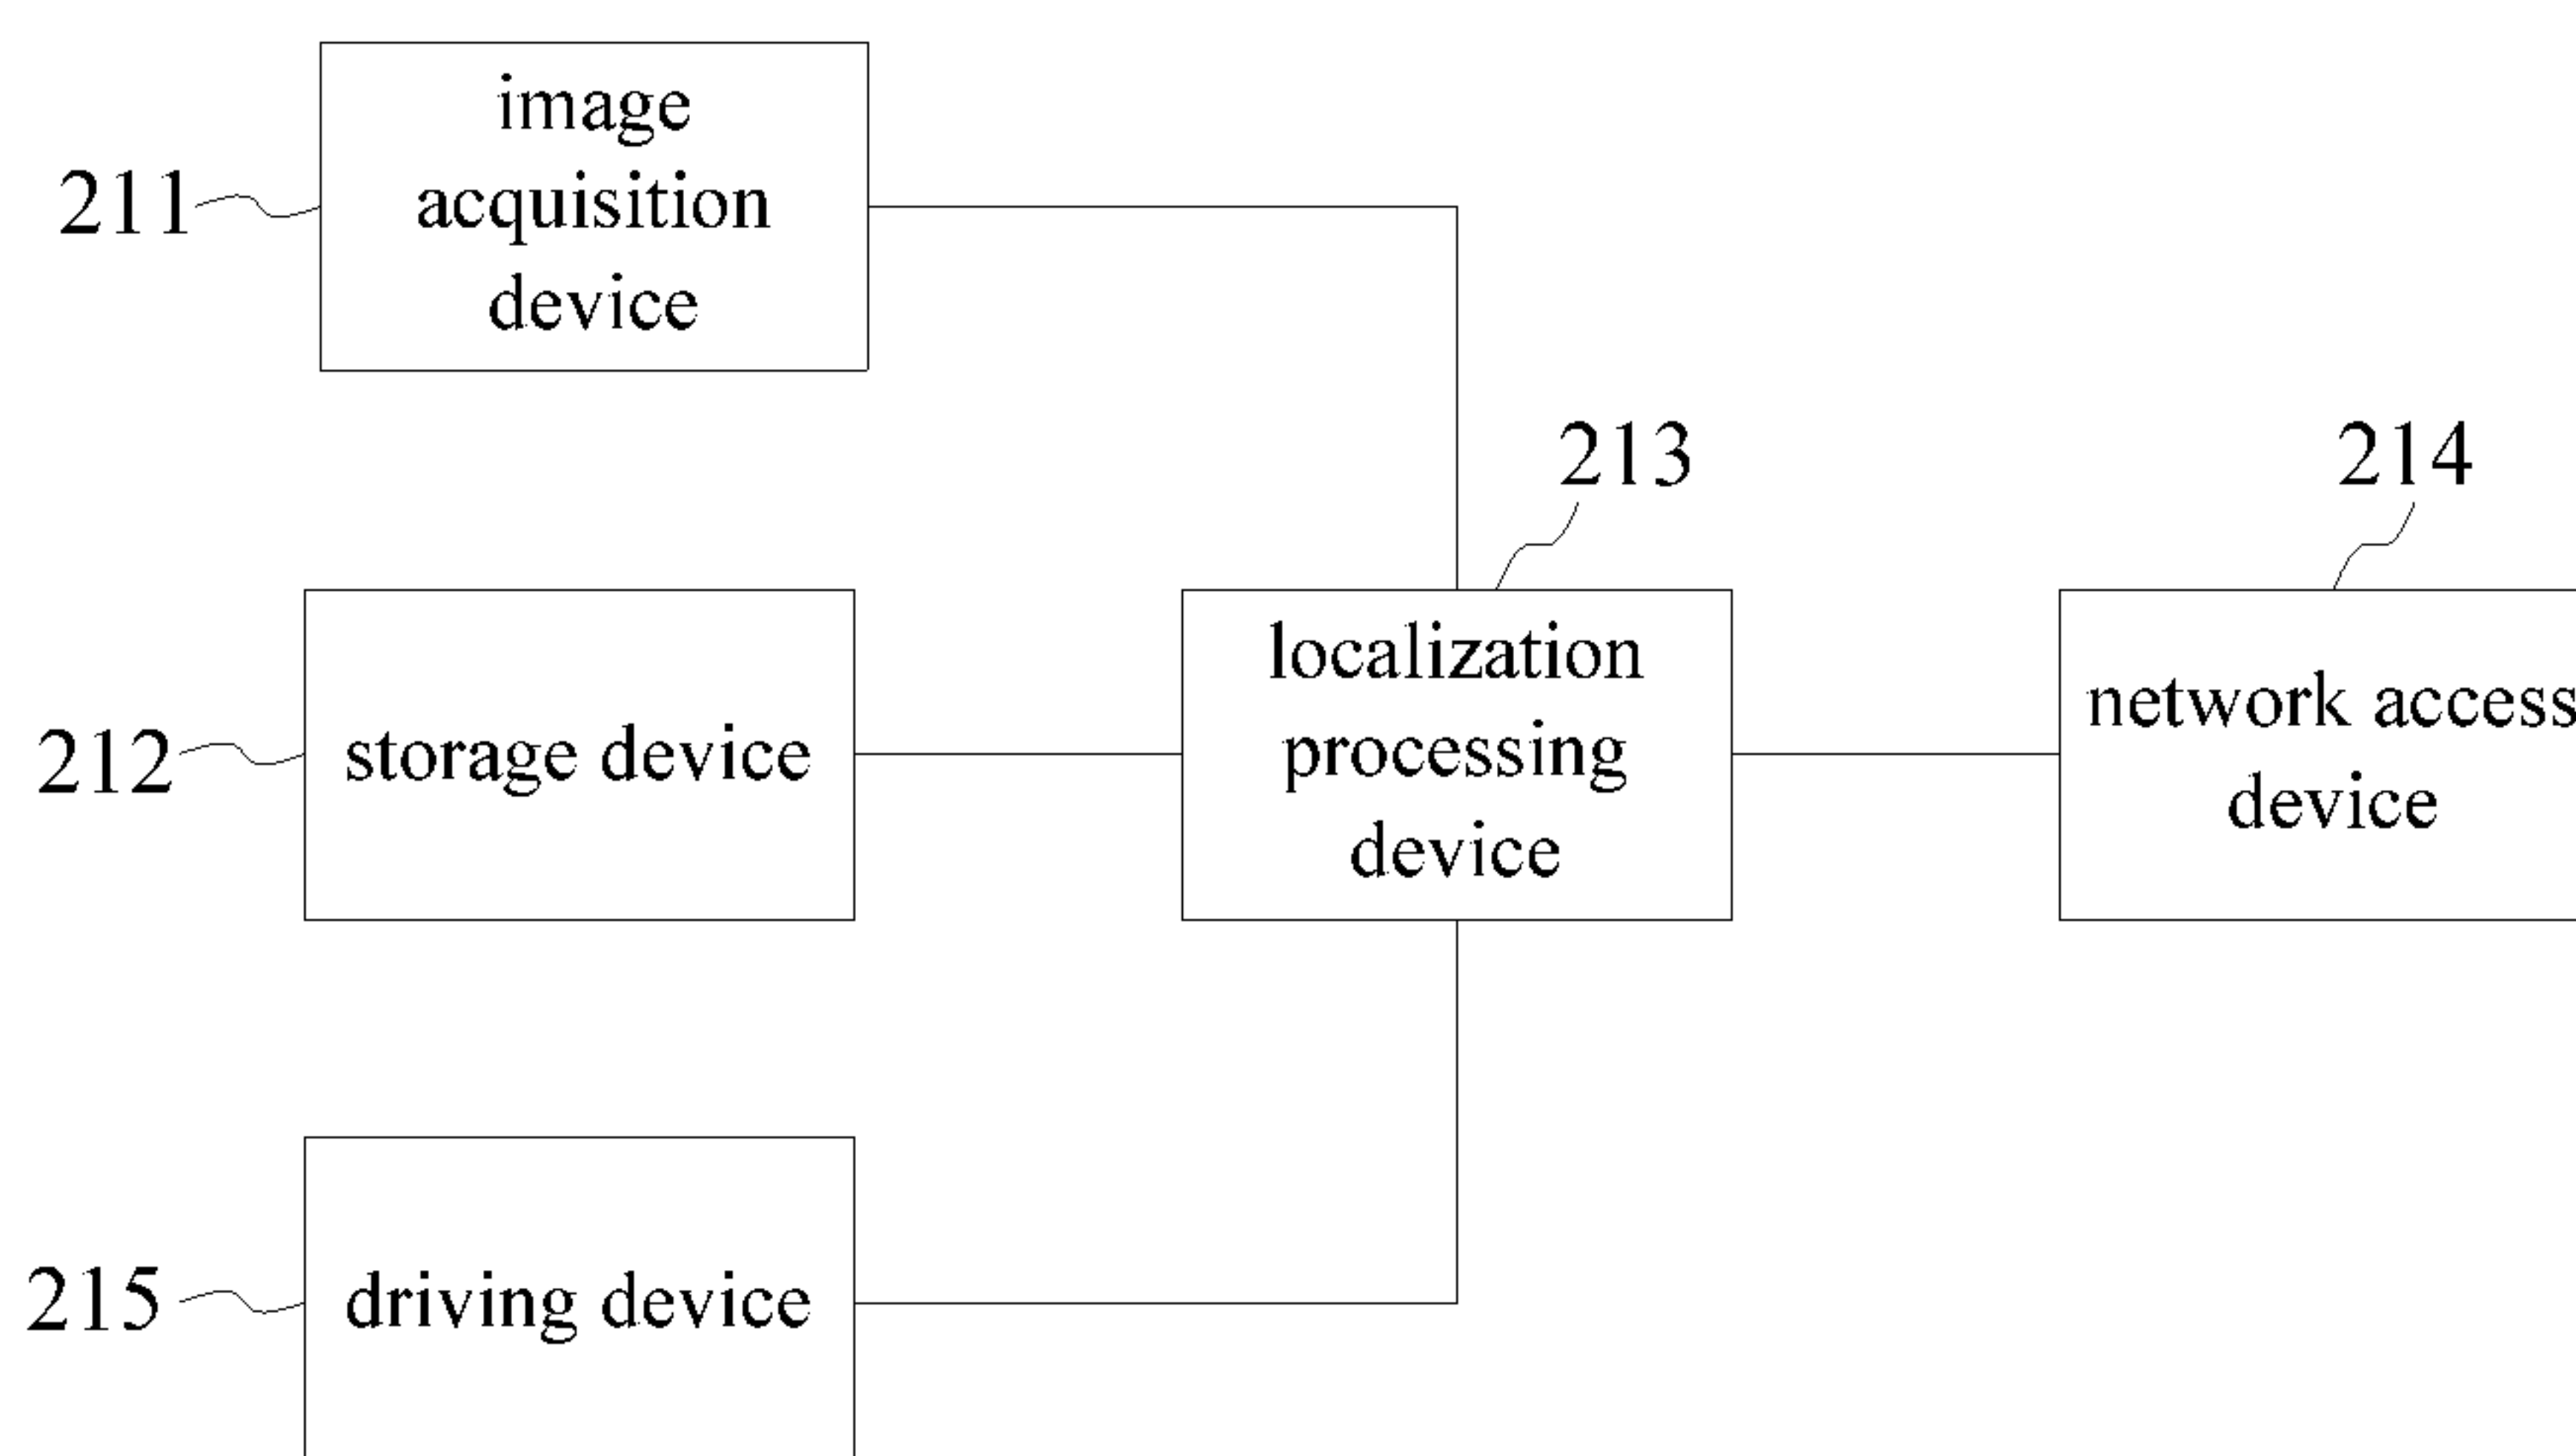 image
acquisition
device
211
213
214
localization
processing
device
network access
device
212
storage device
215
driving device